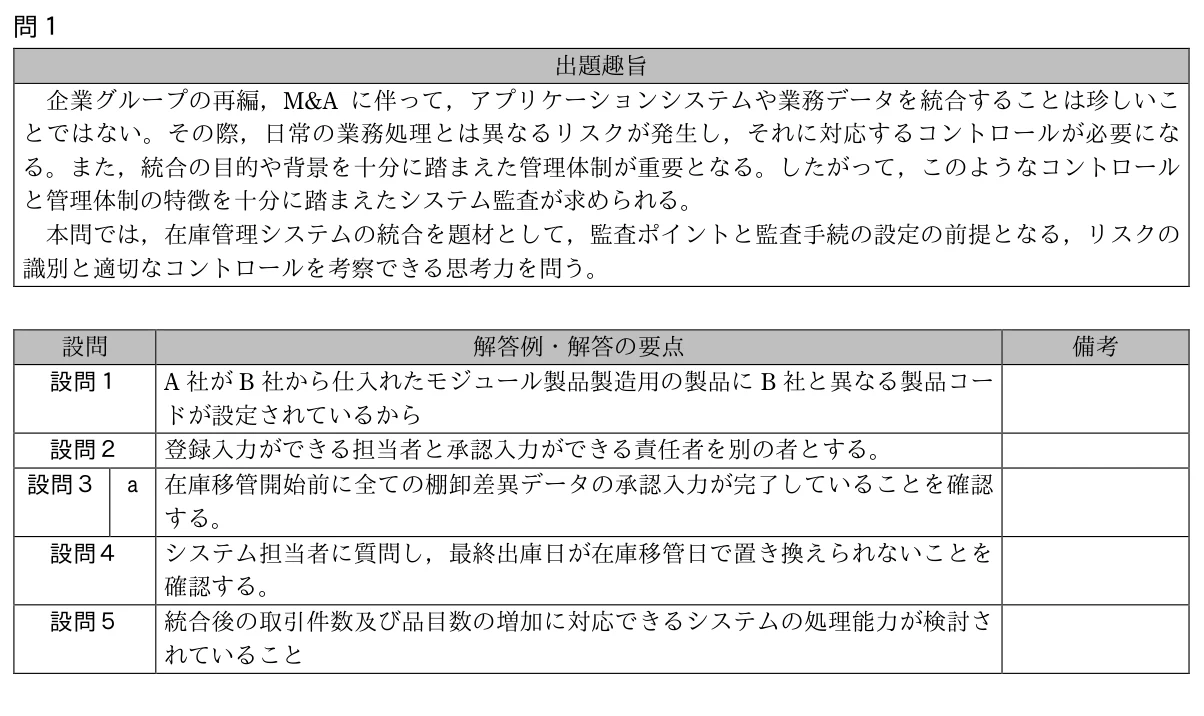 問1
出題趣旨
企業グループの再編，M&A に伴って，アプリケーションシステムや業務データを統合することは珍しいこ
とではない。その際，日常の業務処理とは異なるリスクが発生し，それに対応するコントロールが必要にな
る。また，統合の目的や背景を十分に踏まえた管理体制が重要となる。したがって，このようなコントロール
と管理体制の特徴を十分に踏まえたシステム監査が求められる。
本問では，在庫管理システムの統合を題材として，監査ポイントと監査手続の設定の前提となる，リスクの
識別と適切なコントロールを考察できる思考力を問う。
設問 解答例・解答の要点 備考
設問1 A 社が B 社から仕入れたモジュール製品製造用の製品に B 社と異なる製品コー
ドが設定されているから
設問2 登録入力ができる担当者と承認入力ができる責任者を別の者とする。
設問3 a 在庫移管開始前に全ての棚卸差異データの承認入力が完了していることを確認
する。
設問4 システム担当者に質問し，最終出庫日が在庫移管日で置き換えられないことを
確認する。
設問5 統合後の取引件数及び品目数の増加に対応できるシステムの処理能力が検討さ
れていること